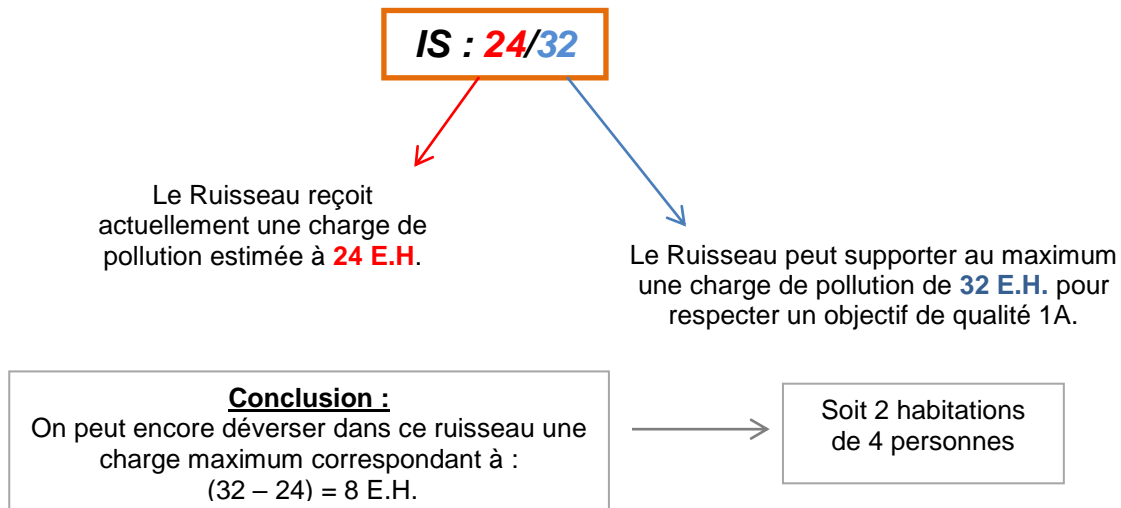 IS : 24/32
Le Ruisseau reçoit
actuellement une charge de
pollution estimée à 24 E.H.
Le Ruisseau peut supporter au maximum
une charge de pollution de 32 E.H. pour
respecter un objectif de qualité 1A.
Conclusion :
On peut encore déverser dans ce ruisseau une
charge maximum correspondant à :
(32 – 24) = 8 E.H.
Soit 2 habitations
de 4 personnes